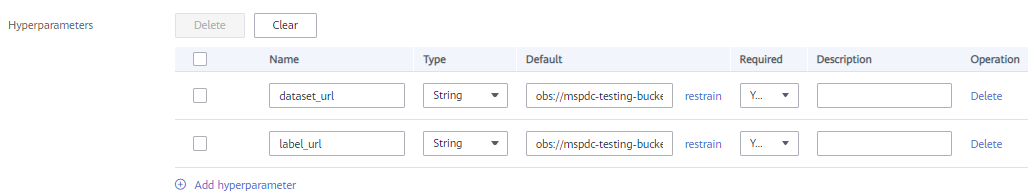 Hyperparameters
Delete
Clear
Name Type Default Required Description Operation
dataset_url String obs://mspdc-testing-bucke restrain Y... Delete
label_url String obs://mspdc-testing-bucke restrain Y... Delete
Add hyperparameter